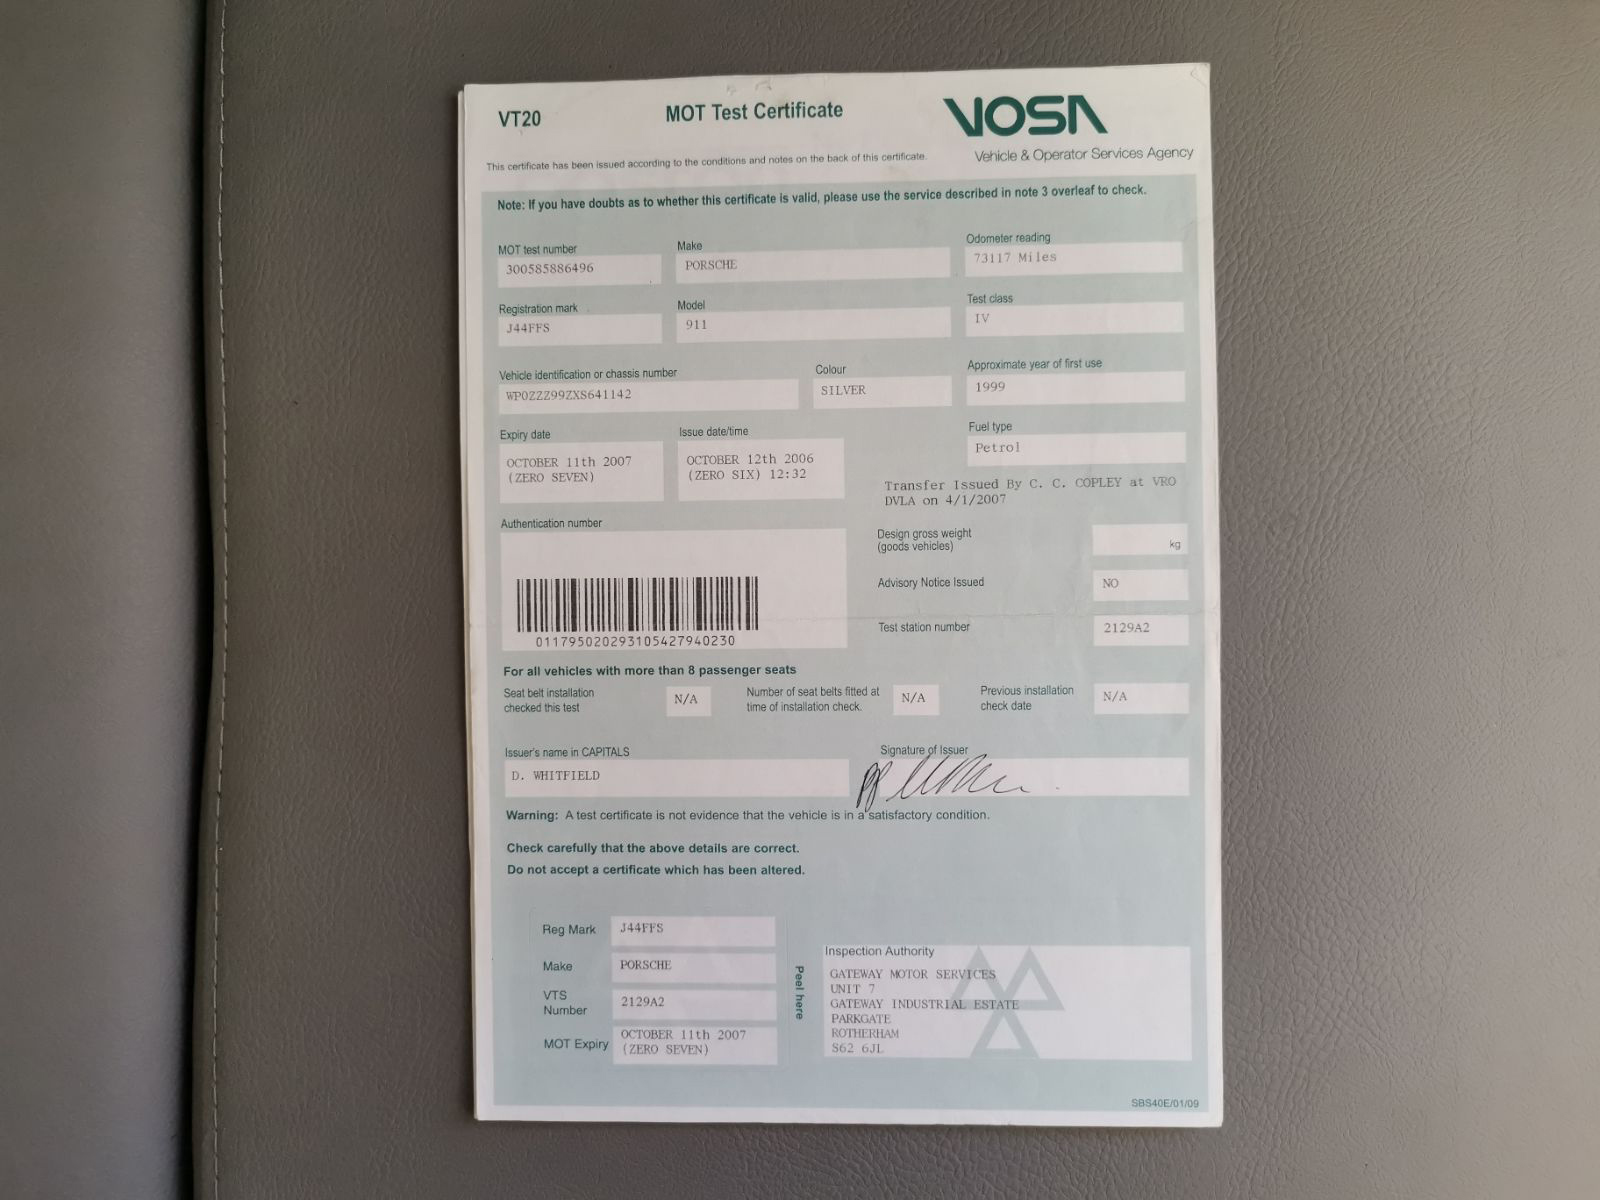 VT20
MOT Test Certificate
VOSA
Vehicle & Operator Services Agency
This certificate has been issued according to the conditions and notes on the back of this certificate.
Note: If you have doubts as to whether this certificate is valid, please use the service described in note 3 overleaf to check.
MOT test number
300585886496
Make
PORSCHE
Odometer reading
73117 Miles
Registration mark
J44FFS
Model
911
Test class
IV
Vehicle identification or chassis number
WP0ZZZ99ZXS641142
Colour
SILVER
Approximate year of first use
1999
Expiry date
OCTOBER 11th 2007
(ZERO SEVEN)
Issue date/time
OCTOBER 12th 2006
(ZERO SIX) 12:32
Fuel type
Petrol
Transfer Issued By C. C. COPLEY at VRO
DVLA on 4/1/2007
Authentication number
011795020293105427940230
Design gross weight
(goods vehicles)
kg
Advisory Notice Issued
NO
Test station number
2129A2
For all vehicles with more than 8 passenger seats
Seat belt installation
checked this test
N/A
Number of seat belts fitted at
time of installation check.
N/A
Previous installation
check date
N/A
Issuer's name in CAPITALS
D. WHITFIELD
Signature of Issuer
Warning: A test certificate is not evidence that the vehicle is in a satisfactory condition.
Check carefully that the above details are correct.
Do not accept a certificate which has been altered.
Reg Mark
J44FFS
Make
PORSCHE
VTS
Number
2129A2
MOT Expiry
OCTOBER 11th 2007
(ZERO SEVEN)
Peel here
Inspection Authority
GATEWAY MOTOR SERVICES
UNIT 7
GATEWAY INDUSTRIAL ESTATE
PARKGATE
ROTHERHAM
S62 6JL
SBS40E/01/09